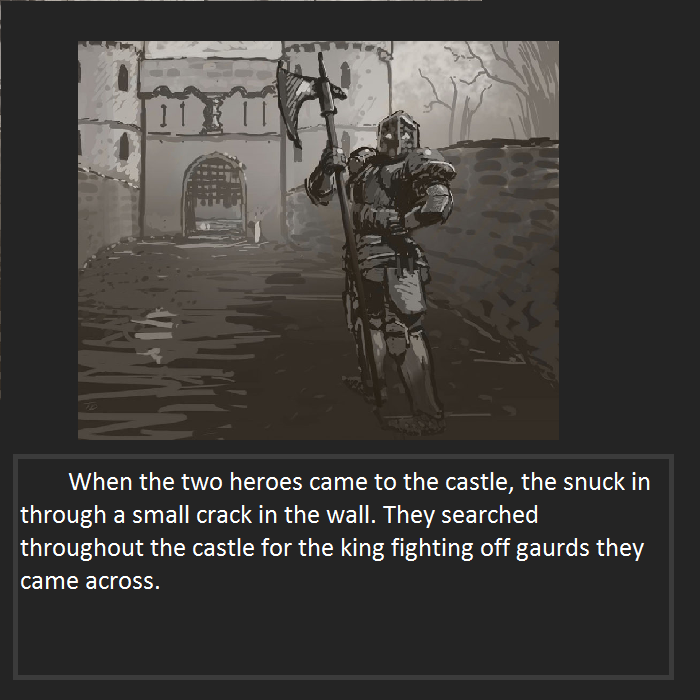 When the two heroes came to the castle, the snuck in
through a small crack in the wall. They searched
throughout the castle for the king fighting off gaurds they
came across.